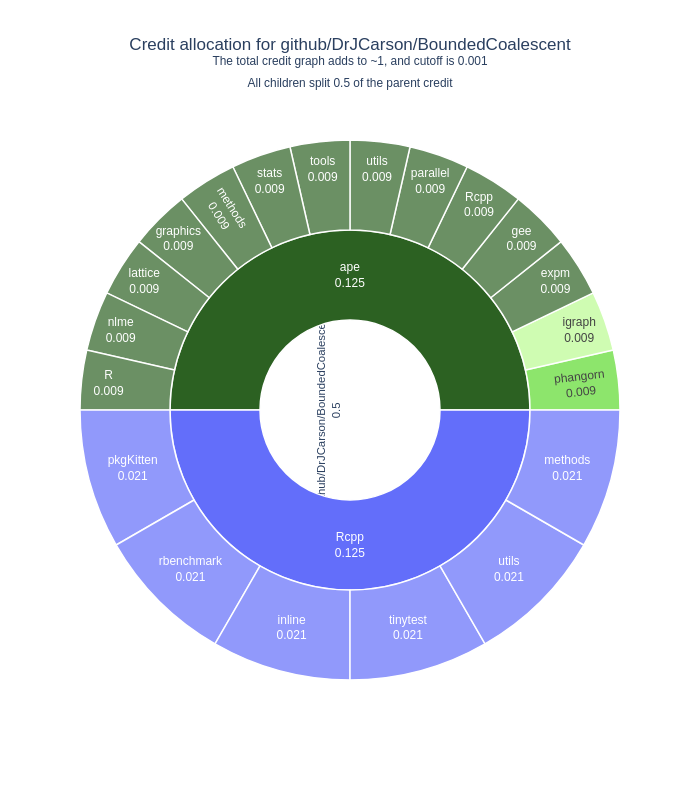 Credit allocation for github/DrJCarson/BoundedCoalescent
The total credit graph adds to ~1, and cutoff is 0.001
All children split 0.5 of the parent credit
tools
0.009
utils
0.009
stats
0.009
parallel
0.009
methods
0.009
Rcpp
0.009
graphics
0.009
gee
0.009
lattice
0.009
ape
0.125
expm
0.009
nlme
0.009
igraph
0.009
R
0.009
phangorn
0.009
nub/DrJCarson/BoundedCoalesce
0.5
pkgKitten
0.021
methods
0.021
Rcpp
0.125
rbenchmark
0.021
utils
0.021
inline
0.021
tinytest
0.021